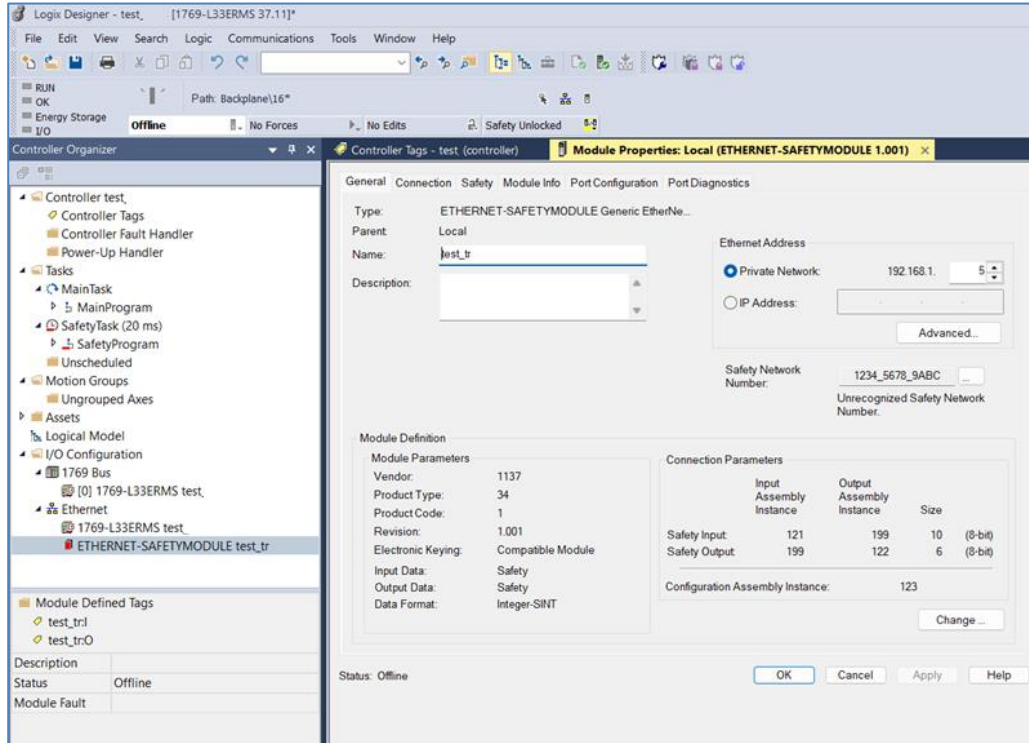 Logix Designer - test_ [1769-L33ERMS 37.11]*
File Edit View Search Logic Communications Tools Window Help
RUN
OK
Energy Storage
I/O
Path: Backplane\16*
Offline No Forces No Edits Safety Unlocked
Controller Organizer
Controller test_
Controller Tags
Controller Fault Handler
Power-Up Handler
Tasks
MainTask
MainProgram
SafetyTask (20 ms)
SafetyProgram
Unscheduled
Motion Groups
Ungrouped Axes
Assets
Logical Model
I/O Configuration
1769 Bus
[0] 1769-L33ERMS test_
Ethernet
1769-L33ERMS test_
ETHERNET-SAFETYMODULE test_tr
Module Defined Tags
test_tr:I
test_tr:O
Description
Status Offline
Module Fault
Controller Tags - test_(controller) Module Properties: Local (ETHERNET-SAFETYMODULE 1.001)
General Connection Safety Module Info Port Configuration Port Diagnostics
Type: ETHERNET-SAFETYMODULE Generic EtherNe...
Parent Local
Name: test_tr
Description:
Ethernet Address
Private Network: 192.168.1. 5
IP Address:
Advanced...
Safety Network
Number: 1234_5678_9ABC ...
Unrecognized Safety Network
Number.
Module Definition
Module Parameters
Vendor: 1137
Product Type: 34
Product Code: 1
Revision: 1.001
Electronic Keying: Compatible Module
Input Data: Safety
Output Data: Safety
Data Format: Integer-SINT
Connection Parameters
Input Assembly Instance Output Assembly Instance Size
Safety Input: 121 199 10 (8-bit)
Safety Output 199 122 6 (8-bit)
Configuration Assembly Instance: 123
Change ...
Status: Offline
OK Cancel Apply Help